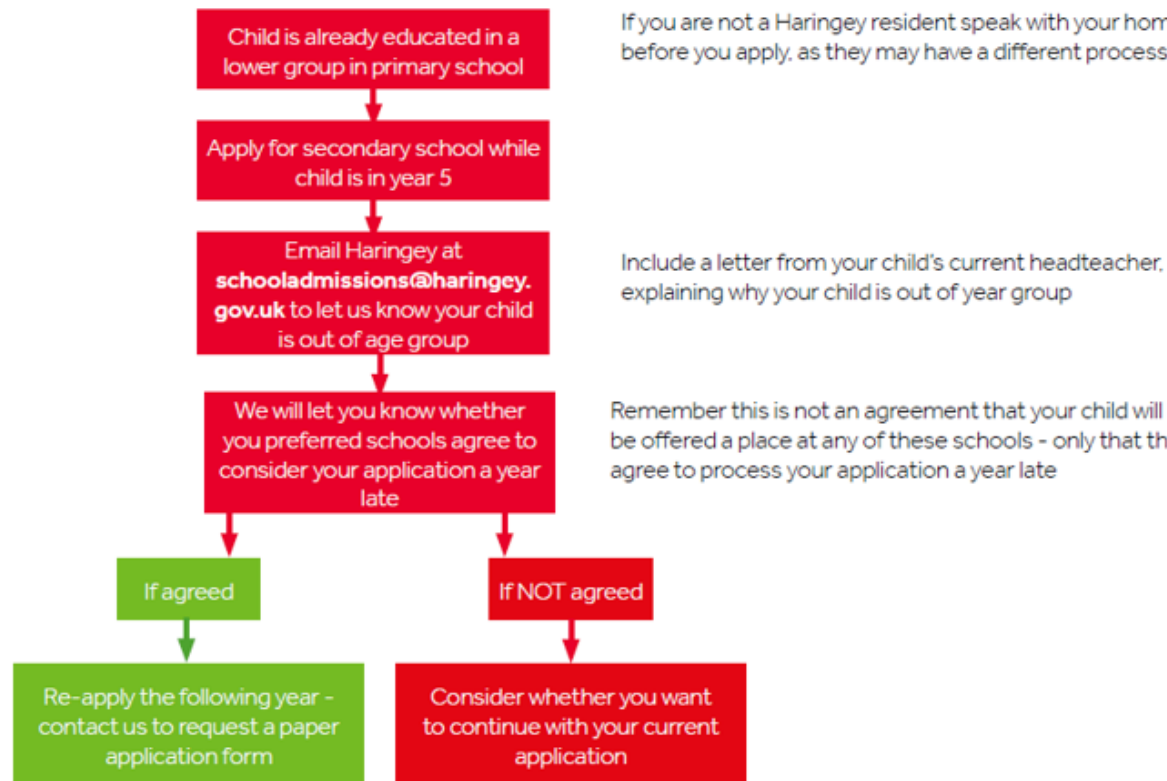 Child is already educated in a
lower group in primary school
If you are not a Haringey resident speak with your hom
before you apply, as they may have a different process
Apply for secondary school while
child is in year 5
Email Haringey at
schooladmissions@haringey.
gov.uk to let us know your child
is out of age group
Include a letter from your child's current headteacher,
explaining why your child is out of year group
We will let you know whether
you preferred schools agree to
consider your application a year
late
Remember this is not an agreement that your child will
be offered a place at any of these schools - only that th
agree to process your application a year late
If agreed
If NOT agreed
Re-apply the following year -
contact us to request a paper
application form
Consider whether you want
to continue with your current
application